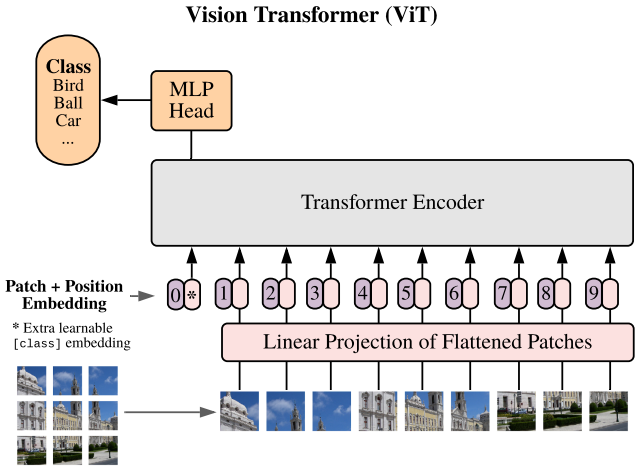 Vision Transformer (ViT)
Class
Bird
Ball
Car
...
MLP
Head
Transformer Encoder
Patch + Position
Embedding
0 * 1 2 3 4 5 6 7 8 9
* Extra learnable
[class] embedding
Linear Projection of Flattened Patches